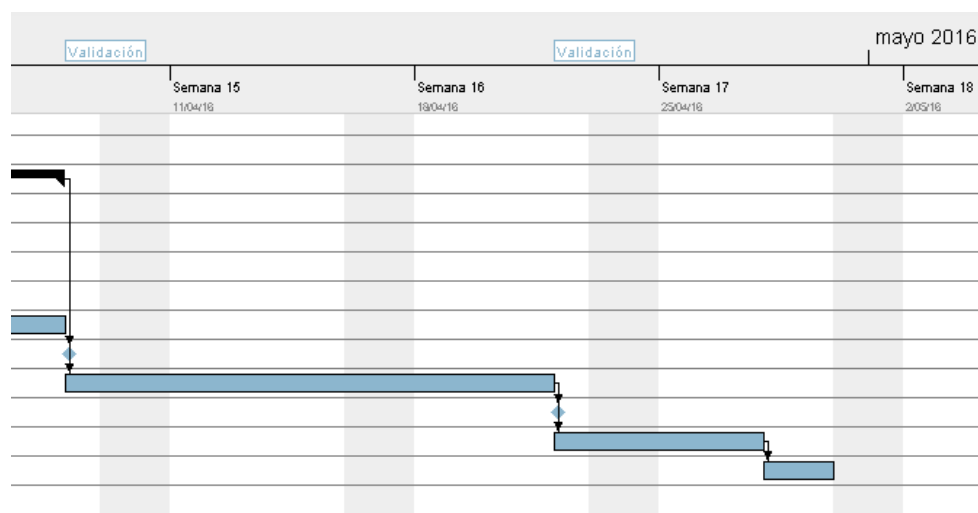 mayo 2016
Validación
Validación
Semana 15
Semana 16
Semana 17
Semana 18
11/04/16
18/04/16
25/04/16
2/05/16